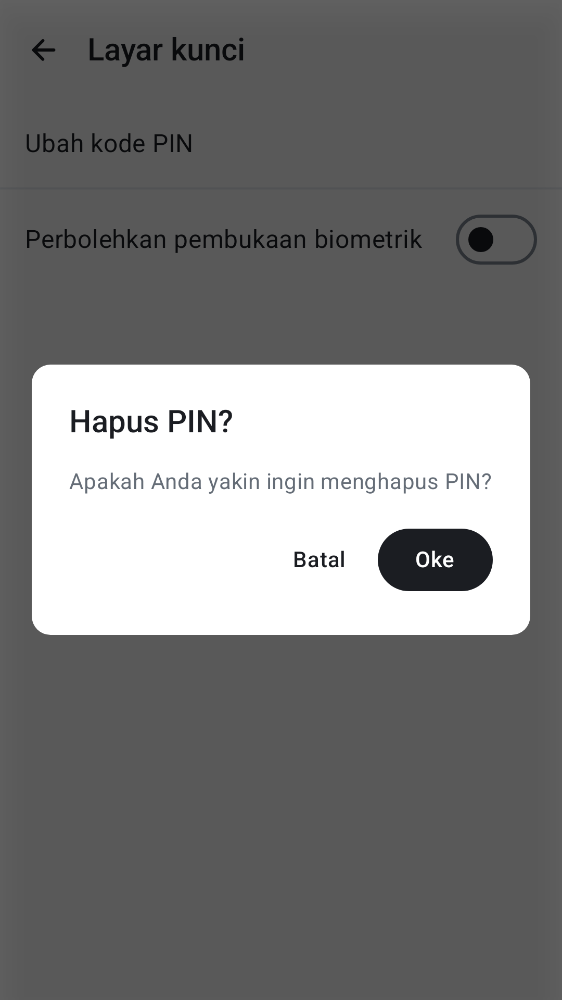 Layar kunci
Ubah kode PIN
Perbolehkan pembukaan biometrik
Hapus PIN?
Apakah Anda yakin ingin menghapus PIN?
Batal
Oke